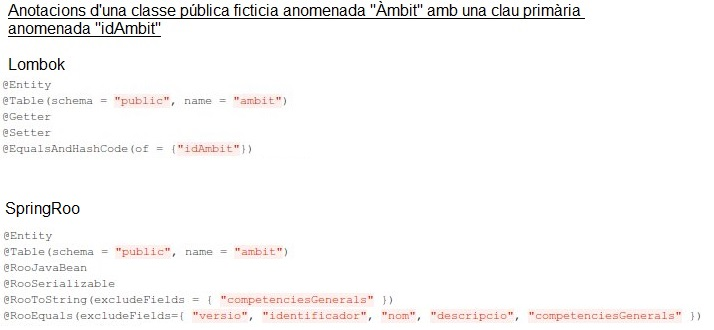 Anotacions d'una classe pública ficticia anomenada "Àmbit" amb una clau primària
anomenada "idAmbit"
Lombok
@Entity
@Table(schema = "public", name = "ambit")
@Getter
@Setter
@EqualsAndHashCode(of = {"idAmbit"})
SpringRoo
@Entity
@Table(schema = "public", name = "ambit")
@RooJavaBean
@RooSerializable
@RooToString(excludeFields = { "competenciesGenerals" })
@RooEquals(excludeFields={ "versio", "identificador", "nom", "descripcio", "competenciesGenerals" })